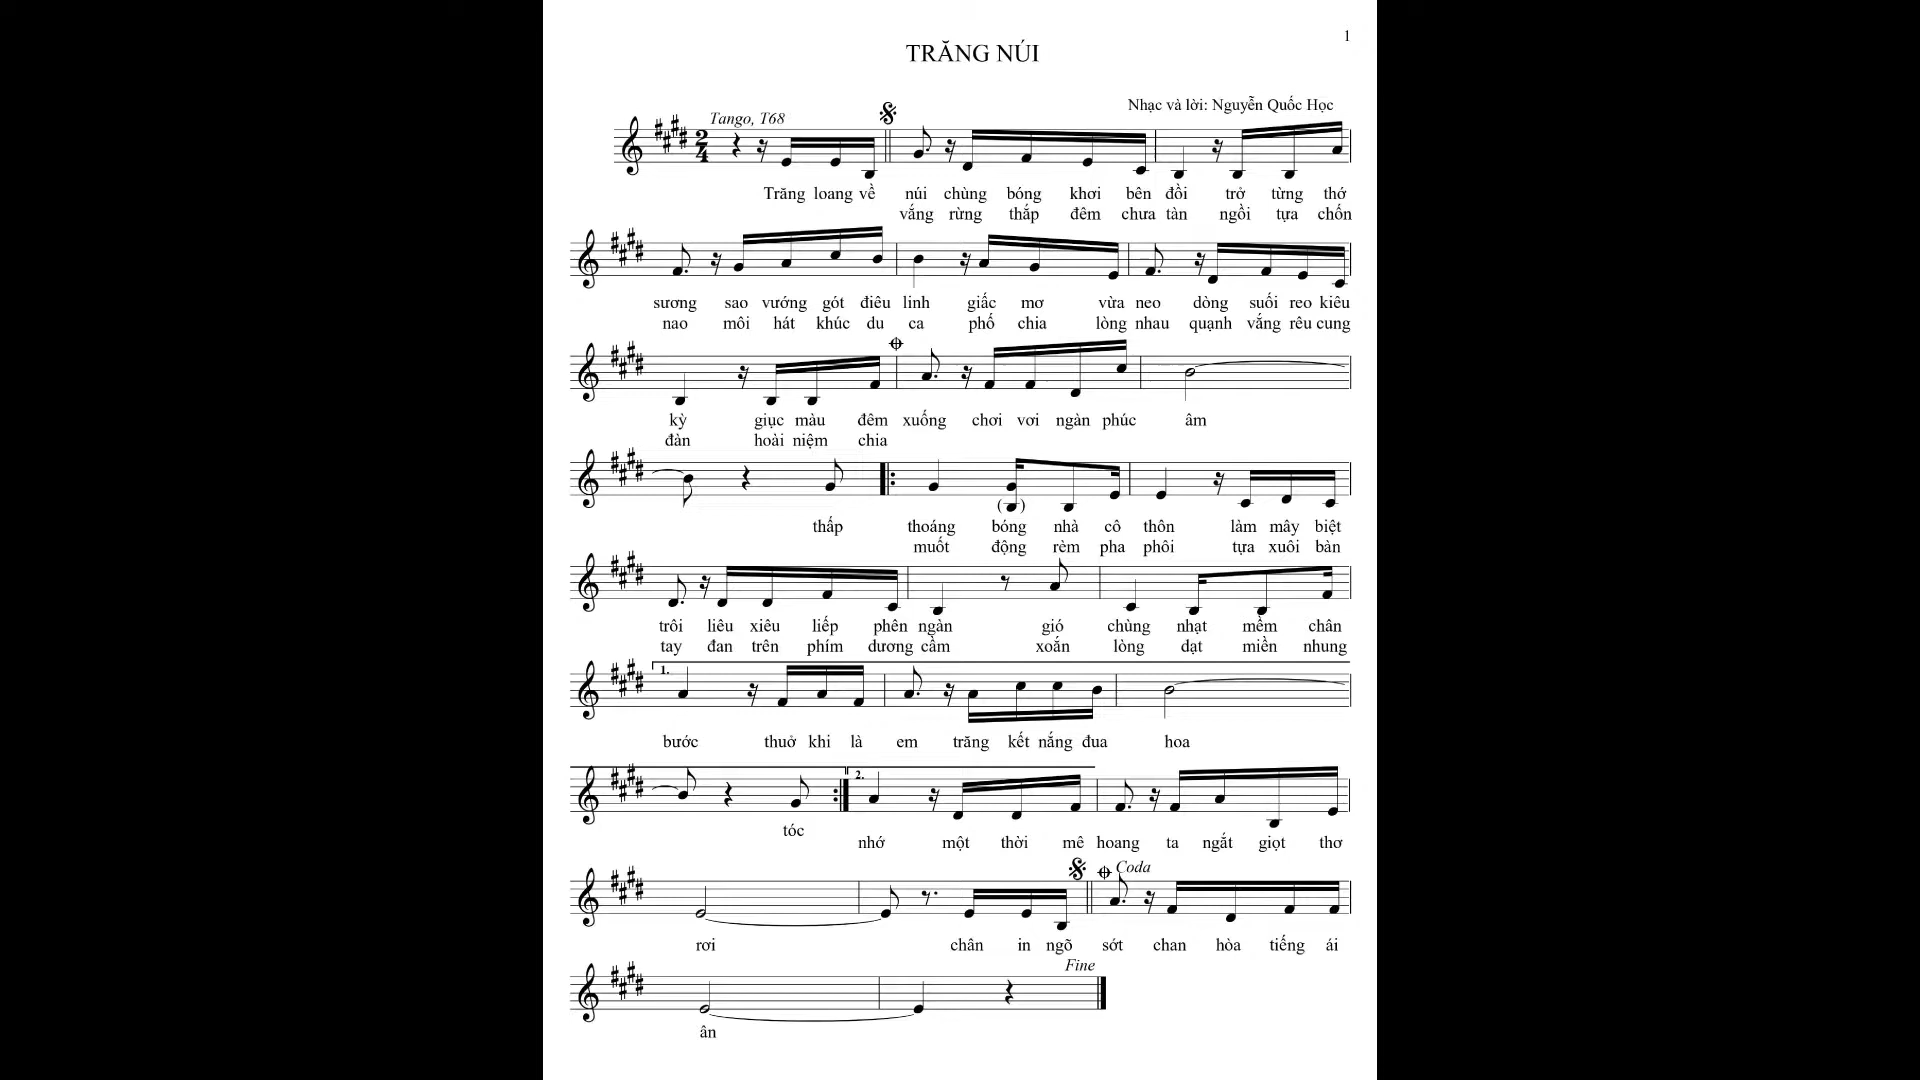 1
TRĂNG NÚI
Nhạc và lời: Nguyễn Quốc Học
Tango, T68
2
4
Trăng loang về núi chùng bóng khơi bên đồi trở từng thớ
vắng rừng thắp đêm chưa tàn ngồi tựa chốn
sương sao vướng gót điêu linh giấc mơ vừa neo dòng suối reo kiêu
nao môi hát khúc du ca phố chia lòng nhau quạnh vắng rêu cung
kỳ giục màu đêm xuống chơi vơi ngàn phúc âm
đàn hoài niệm chia
thấp thoáng bóng nhà cô thôn làm mây biệt
muốt động rèm pha phôi tựa xuôi bàn
( )
trôi liêu xiêu liếp phên ngàn gió chùng nhạt mềm chân
tay đan trên phím dương cầm xoắn lòng dạt miền nhung
1.
bước thuở khi là em trăng kết nắng đua hoa
2.
tóc
nhớ một thời mê hoang ta ngắt giọt thơ
Coda
rơi chân in ngõ sớt chan hòa tiếng ái
Fine
ân